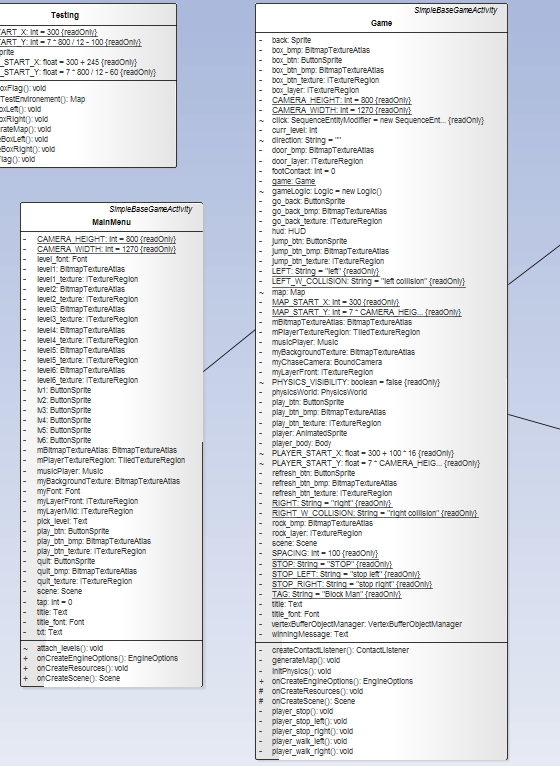 Testing
ART_X: int = 300 {readOnly}
ART_Y: int = 7 * 800 / 12 - 100 {readOnly}
prite
_START_X: float = 300 + 245 {readOnly}
_START_Y: float = 7 * 800 / 12 - 60 {readOnly}
oxFlag(): void
TestEnvironement(): Map
oxLeft(): void
oxRight(): void
rateMap(): void
eBoxLeft(): void
eBoxRight(): void
Flag(): void
SimpleBaseGameActivity
MainMenu
- CAMERA_HEIGHT: int = 800 {readOnly}
- CAMERA_WIDTH: int = 1270 {readOnly}
- level_font: Font
- level1: BitmapTextureAtlas
- level1_texture: ITextureRegion
- level2: BitmapTextureAtlas
- level2_texture: ITextureRegion
- level3: BitmapTextureAtlas
- level3_texture: ITextureRegion
- level4: BitmapTextureAtlas
- level4_texture: ITextureRegion
- level5: BitmapTextureAtlas
- level5_texture: ITextureRegion
- level6: BitmapTextureAtlas
- level6_texture: ITextureRegion
- lv1: ButtonSprite
- lv2: ButtonSprite
- lv3: ButtonSprite
- lv4: ButtonSprite
- lv5: ButtonSprite
- lv6: ButtonSprite
- mBitmapTextureAtlas: BitmapTextureAtlas
- mPlayerTextureRegion: TiledTextureRegion
- musicPlayer: Music
- myBackgroundTexture: BitmapTextureAtlas
- myFont: Font
- myLayerFront: ITextureRegion
- myLayerMid: ITextureRegion
- pick_level: Text
- play_btn: ButtonSprite
- play_btn_bmp: BitmapTextureAtlas
- play_btn_texture: ITextureRegion
- quit: ButtonSprite
- quit_bmp: BitmapTextureAtlas
- quit_texture: ITextureRegion
- scene: Scene
- tap: int = 0
- title: Text
- title_font: Font
- txt: Text
~ attach_levels(): void
+ onCreateEngineOptions(): EngineOptions
+ onCreateResources(): void
+ onCreateScene(): Scene
SimpleBaseGameActivity
Game
- back: Sprite
- box_bmp: BitmapTextureAtlas
- box_btn: ButtonSprite
- box_btn_bmp: BitmapTextureAtlas
- box_btn_texture: ITextureRegion
- box_layer: ITextureRegion
- CAMERA_HEIGHT: int = 800 {readOnly}
- CAMERA_WIDTH: int = 1270 {readOnly}
~ click: SequenceEntityModifier = new SequenceEnt... {readOnly}
- curr_level: int
~ direction: String = ""
- door_bmp: BitmapTextureAtlas
- door_layer: ITextureRegion
- footContact: int = 0
- game: Game
~ gameLogic: Logic = new Logic()
- go_back: ButtonSprite
- go_back_bmp: BitmapTextureAtlas
- go_back_texture: ITextureRegion
- hud: HUD
- jump_btn: ButtonSprite
- jump_btn_bmp: BitmapTextureAtlas
- jump_btn_texture: ITextureRegion
- LEFT: String = "left" {readOnly}
- LEFT_W_COLLISION: String = "left collision" {readOnly}
~ map: Map
- MAP_START_X: int = 300 {readOnly}
- MAP_START_Y: int = 7 * CAMERA_HEIG... {readOnly}
- mBitmapTextureAtlas: BitmapTextureAtlas
- mPlayerTextureRegion: TiledTextureRegion
- musicPlayer: Music
- myBackgroundTexture: BitmapTextureAtlas
- myChaseCamera: BoundCamera
- myLayerFront: ITextureRegion
~ PHYSICS_VISIBILITY: boolean = false {readOnly}
- physicsWorld: PhysicsWorld
- play_btn: ButtonSprite
- play_btn_bmp: BitmapTextureAtlas
- play_btn_texture: ITextureRegion
- player: AnimatedSprite
- player_body: Body
~ PLAYER_START_X: float = 300 + 100 * 16 {readOnly}
~ PLAYER_START_Y: float = 7 * CAMERA_HEIG... {readOnly}
- refresh_btn: ButtonSprite
- refresh_btn_bmp: BitmapTextureAtlas
- refresh_btn_texture: ITextureRegion
- RIGHT: String = "right" {readOnly}
- RIGHT_W_COLLISION: String = "right collision" {readOnly}
- rock_bmp: BitmapTextureAtlas
- rock_layer: ITextureRegion
- scene: Scene
- SPACING: int = 100 {readOnly}
- STOP: String = "STOP" {readOnly}
- STOP_LEFT: String = "stop left" {readOnly}
- STOP_RIGHT: String = "stop right" {readOnly}
- TAG: String = "Block Man" {readOnly}
- title: Text
- title_font: Font
- vertexBufferObjectManager: VertexBufferObjectManager
- winningMessage: Text
- createContactListener(): ContactListener
- generateMap(): void
- initPhysics(): void
+ onCreateEngineOptions(): EngineOptions
# onCreateResources(): void
# onCreateScene(): Scene
- player_stop(): void
- player_stop_left(): void
- player_stop_right(): void
- player_walk_left(): void
- player_walk_right(): void